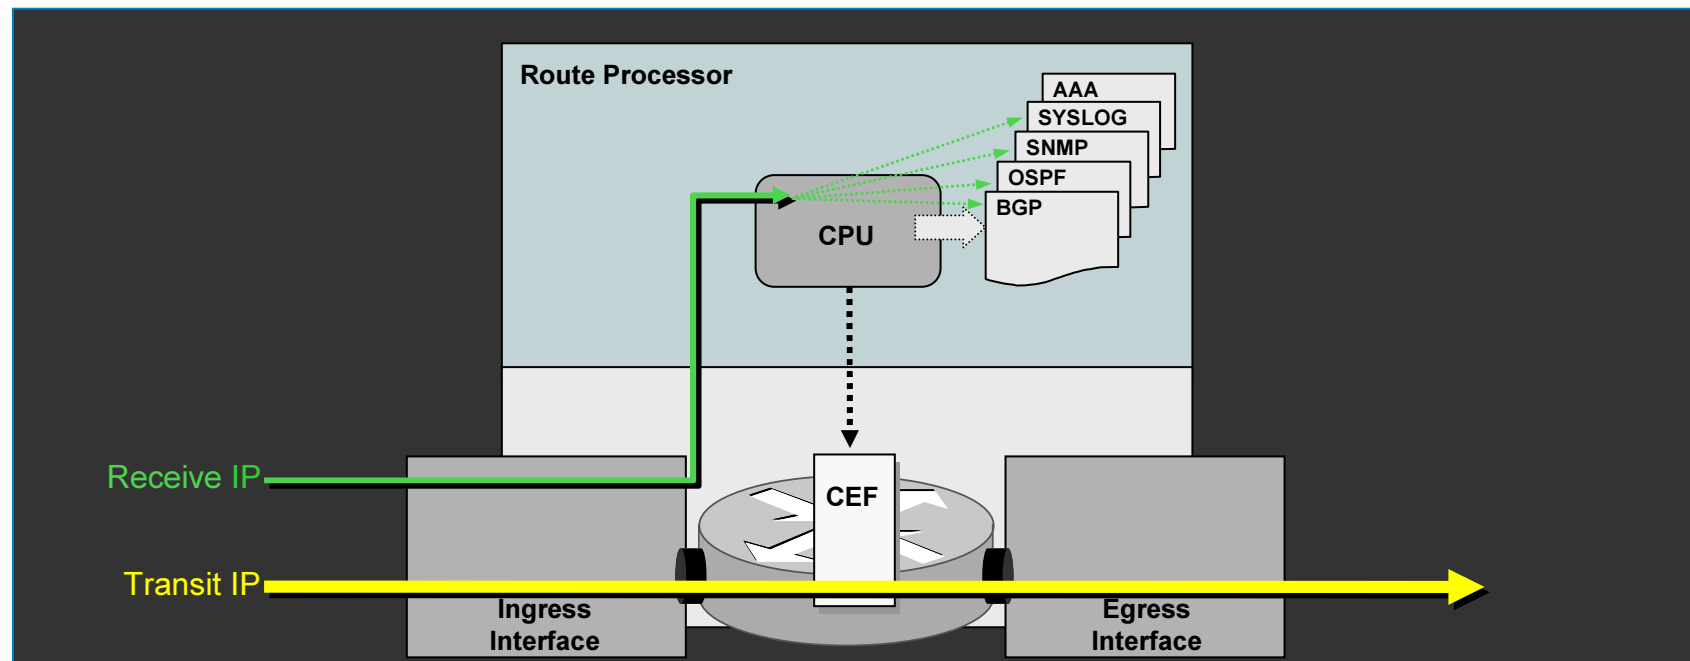 Route Processor
AAA
SYSLOG
SNMP
OSPF
BGP
CPU
Receive IP
CEF
Transit IP
Ingress
Interface
Egress
Interface